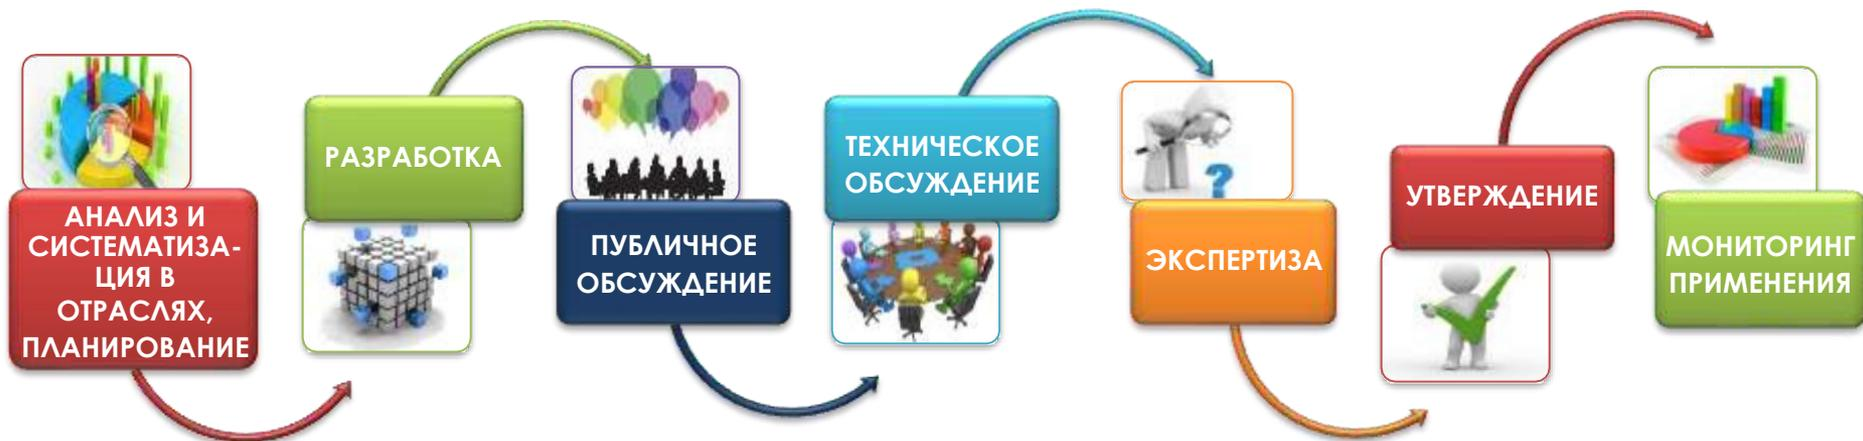 АНАЛИЗ И
СИСТЕМАТИЗА-
ЦИЯ В
ОТРАСЛЯХ,
ПЛАНИРОВАНИЕ
РАЗРАБОТКА
ПУБЛИЧНОЕ
ОБСУЖДЕНИЕ
ТЕХНИЧЕСКОЕ
ОБСУЖДЕНИЕ
?
ЭКСПЕРТИЗА
УТВЕРЖДЕНИЕ
МОНИТОРИНГ
ПРИМЕНЕНИЯ